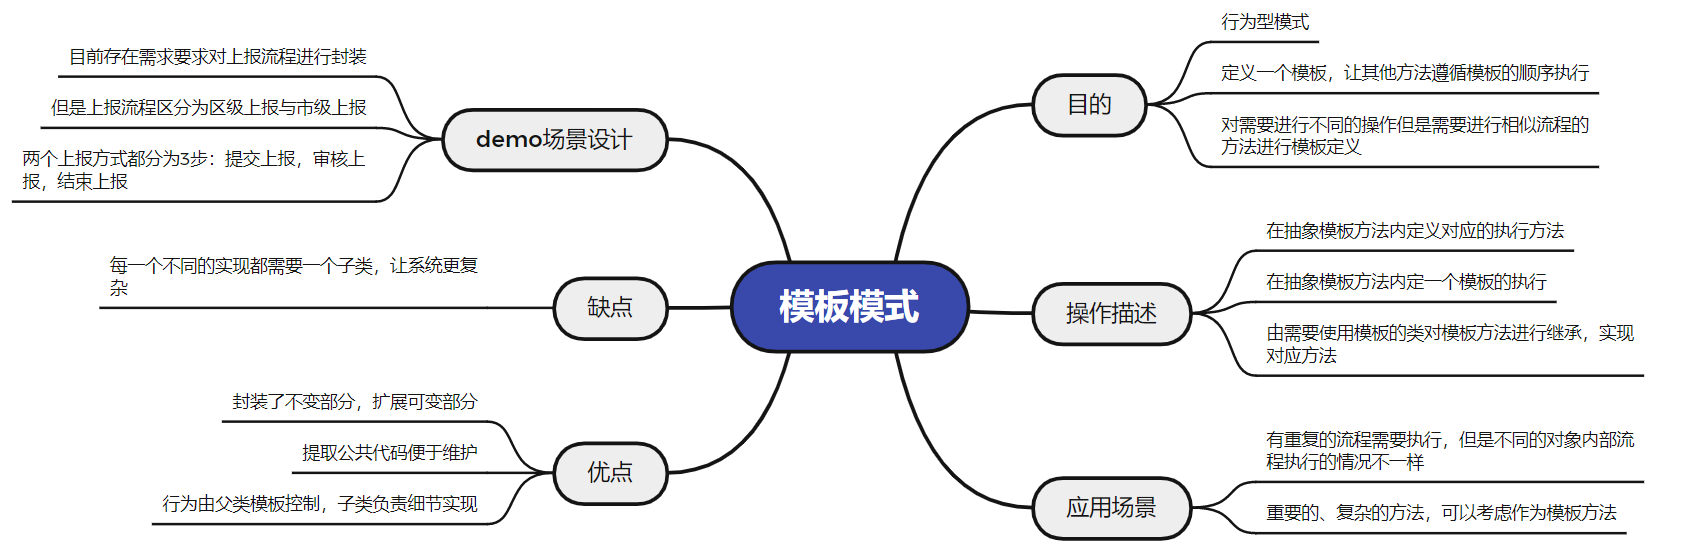 模板模式
目的
行为型模式
定义一个模板，让其他方法遵循模板的顺序执行
对需要进行不同的操作但是需要进行相似流程的
方法进行模板定义
操作描述
在抽象模板方法内定义对应的执行方法
在抽象模板方法内定一个模板的执行
由需要使用模板的类对模板方法进行继承，实现
对应方法
应用场景
有重复的流程需要执行，但是不同的对象内部流
程执行的情况不一样
重要的、复杂的方法，可以考虑作为模板方法
demo场景设计
目前存在需求要求对上报流程进行封装
但是上报流程区分为区级上报与市级上报
两个上报方式都分为3步：提交上报，审核上
报，结束上报
缺点
每一个不同的实现都需要一个子类，让系统更复
杂
优点
封装了不变部分，扩展可变部分
提取公共代码便于维护
行为由父类模板控制，子类负责细节实现